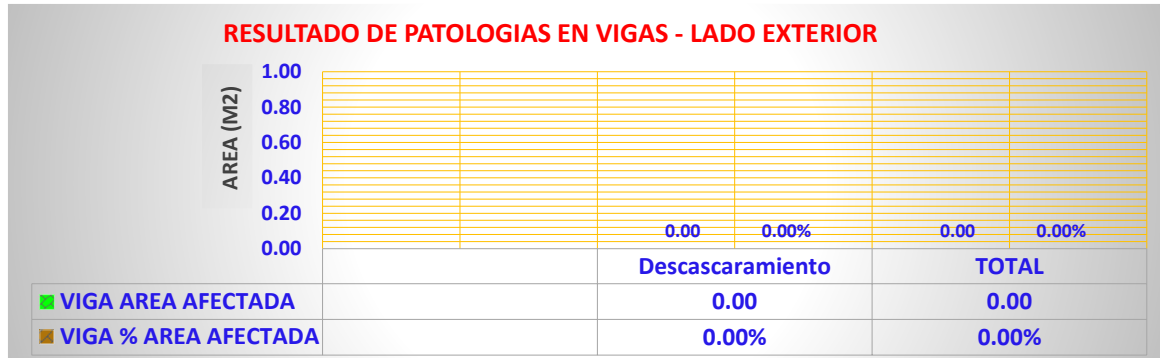 RESULTADO DE PATOLOGIAS EN VIGAS - LADO EXTERIOR
AREA (M2)
1.00
0.80
0.60
0.40
0.20
0.00
0.00 0.00% 0.00 0.00%
Descascaramiento TOTAL
VIGA AREA AFECTADA 0.00 0.00
VIGA % AREA AFECTADA 0.00% 0.00%